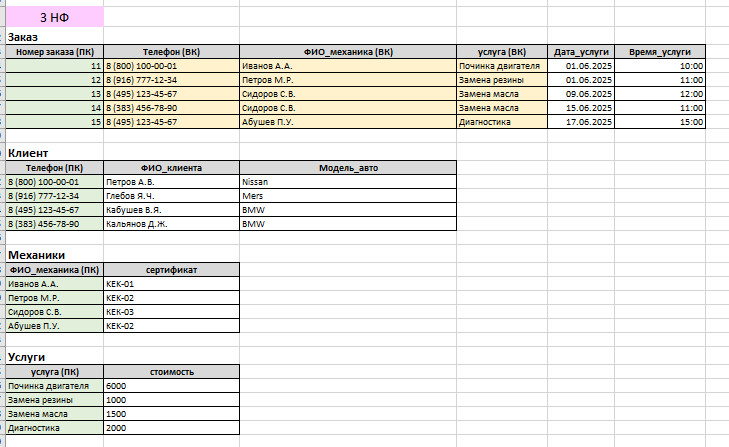 3 НФ
Заказ
Номер заказа (ПК) Телефон (ВК) ФИО_механика (ВК) услуга (ВК) Дата_услуги Время_услуги
11 8 (800) 100-00-01 Иванов А.А. Починка двигателя 01.06.2025 10:00
12 8 (916) 777-12-34 Петров М.Р. Замена резины 01.06.2025 11:00
13 8 (495) 123-45-67 Сидоров С.В. Замена масла 09.06.2025 12:00
14 8 (383) 456-78-90 Сидоров С.В. Замена масла 15.06.2025 11:00
15 8 (495) 123-45-67 Абушев П.У. Диагностика 17.06.2025 15:00
Клиент
Телефон (ПК) ФИО_клиента Модель_авто
8 (800) 100-00-01 Петров А.В. Nissan
8 (916) 777-12-34 Глебов Я.Ч. Mers
8 (495) 123-45-67 Кабушев В.Я. BMW
8 (383) 456-78-90 Кальянов Д.Ж. BMW
Механики
ФИО_механика (ПК) сертификат
Иванов А.А. КЕК-01
Петров М.Р. КЕК-02
Сидоров С.В. КЕК-03
Абушев П.У. КЕК-02
Услуги
услуга (ПК) стоимость
Починка двигателя 6000
Замена резины 1000
Замена масла 1500
Диагностика 2000